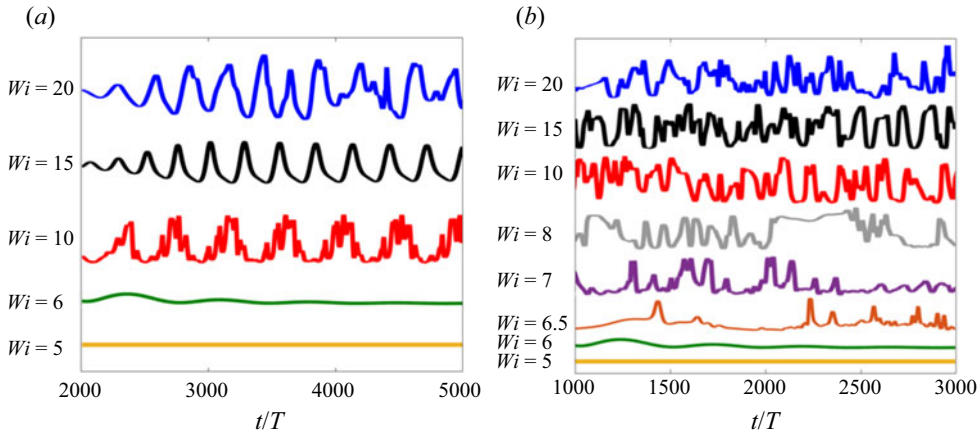 (a)
Wi = 20
Wi = 15
Wi = 10
Wi = 6
Wi = 5
2000 3000 4000 5000
t/T
(b)
Wi = 20
Wi = 15
Wi = 10
Wi = 8
Wi = 7
Wi = 6.5
Wi = 6
Wi = 5
1000 1500 2000 2500 3000
t/T